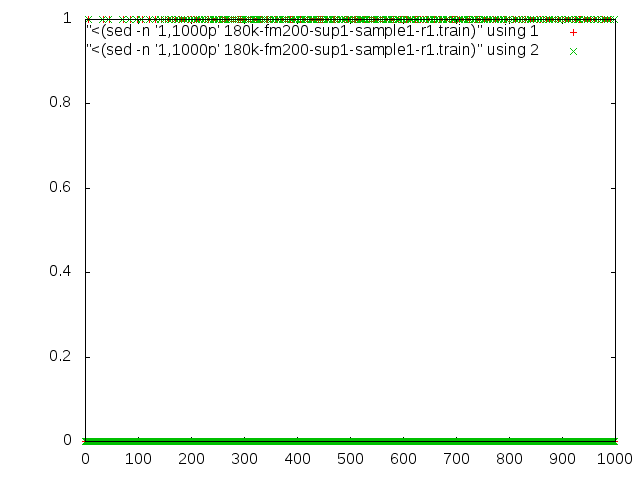 1
"<(sed -n '1,1000p' 180k-fm200-sup1-sample1-r1.train)" using 1
"<(sed -n '1,1000p' 180k-fm200-sup1-sample1-r1.train)" using 2
0.8
0.6
0.4
0.2
0
0 100 200 300 400 500 600 700 800 900 1000